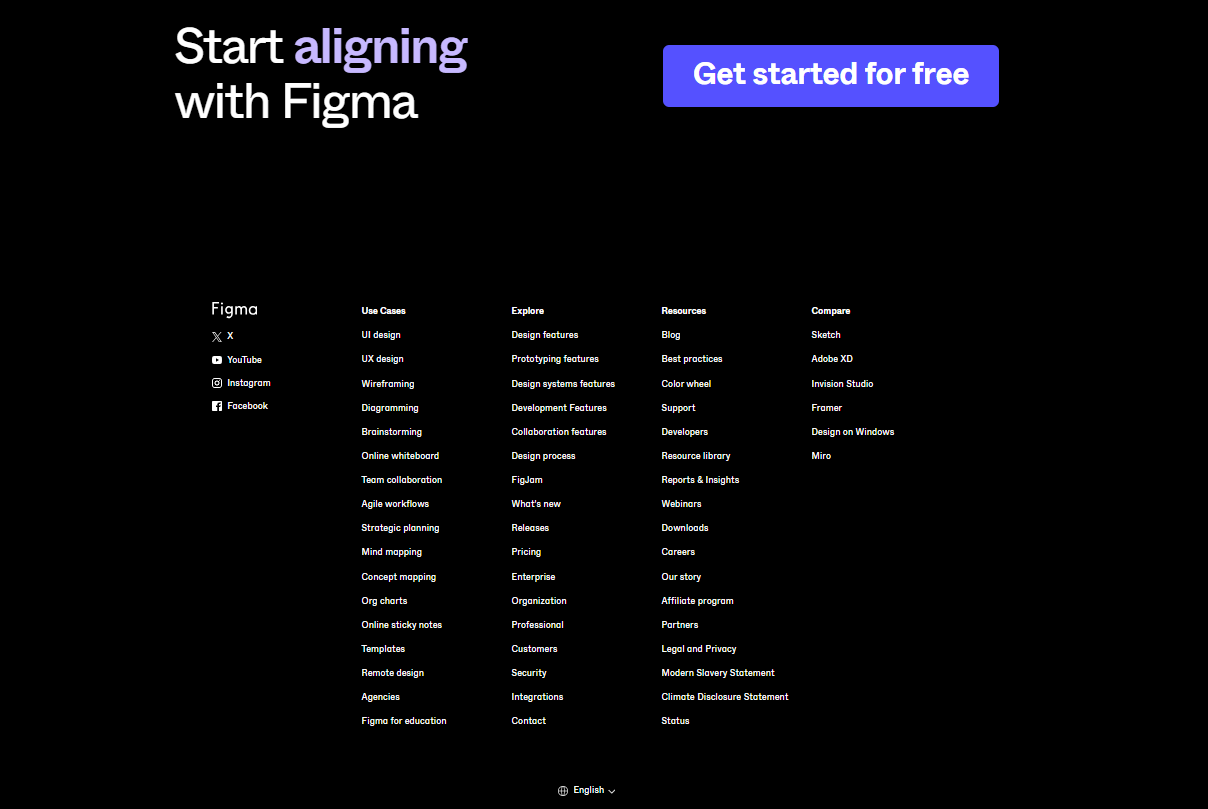 Start aligning
with Figma
Get started for free
Figma
X
YouTube
Instagram
Facebook
Use Cases
UI design
UX design
Wireframing
Diagramming
Brainstorming
Online whiteboard
Team collaboration
Agile workflows
Strategic planning
Mind mapping
Concept mapping
Org charts
Online sticky notes
Templates
Remote design
Agencies
Figma for education
Explore
Design features
Prototyping features
Design systems features
Development Features
Collaboration features
Design process
FigJam
What's new
Releases
Pricing
Enterprise
Organization
Professional
Customers
Security
Integrations
Contact
Resources
Blog
Best practices
Color wheel
Support
Developers
Resource library
Reports & Insights
Webinars
Downloads
Careers
Our story
Affiliate program
Partners
Legal and Privacy
Modern Slavery Statement
Climate Disclosure Statement
Status
Compare
Sketch
Adobe XD
Invision Studio
Framer
Design on Windows
Miro
English